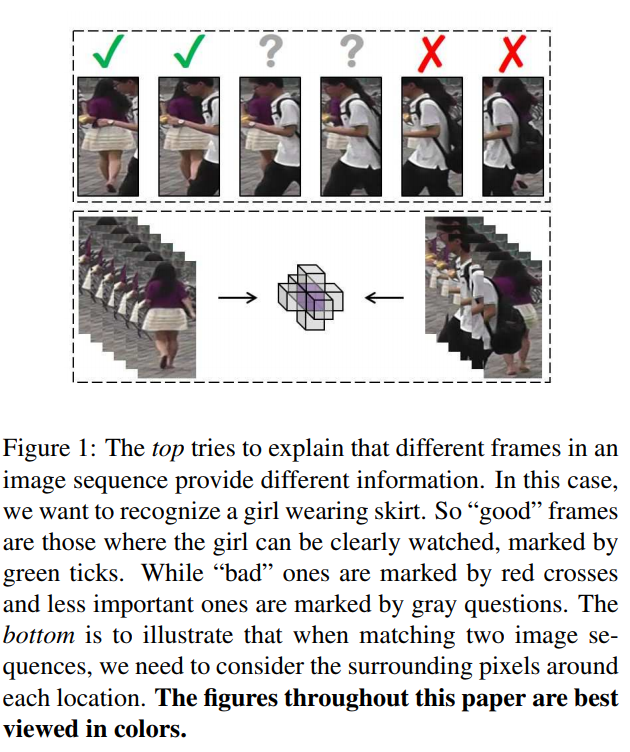 Figure 1: The top tries to explain that different frames in an
image sequence provide different information. In this case,
we want to recognize a girl wearing skirt. So “good” frames
are those where the girl can be clearly watched, marked by
green ticks. While “bad” ones are marked by red crosses
and less important ones are marked by gray questions. The
bottom is to illustrate that when matching two image se-
quences, we need to consider the surrounding pixels around
each location. The figures throughout this paper are best
viewed in colors.